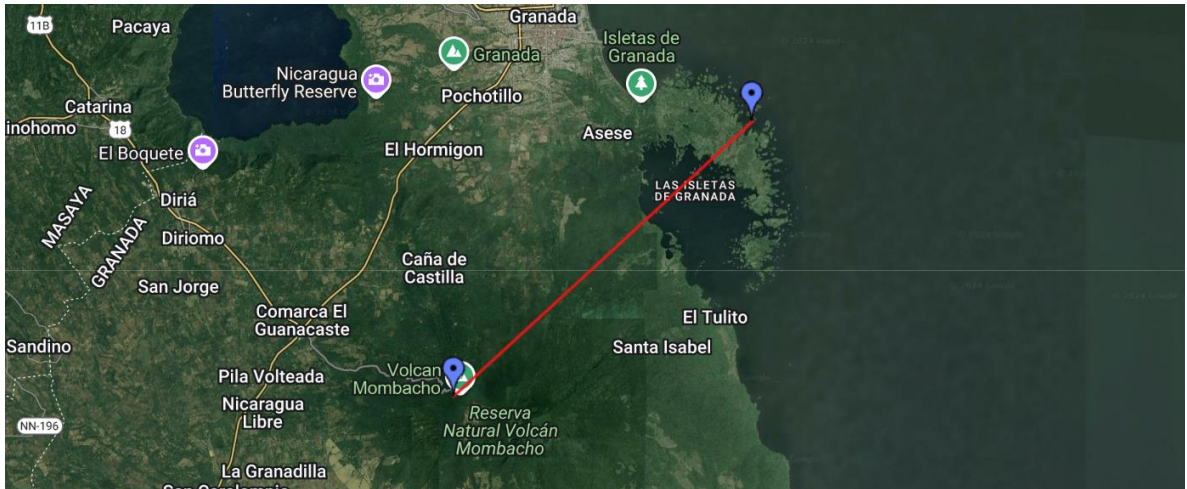 11B
Pacaya
Granada
Granada
Isletas de
Granada
Nicaragua
Butterfly Reserve
Pochotillo
Catarina
inohomo
18
Asese
El Boquete
El Hormigon
LAS ISLETAS
DE GRANADA
MASAYA
GRANADA
Diriá
Diriomo
Caña de
Castilla
San Jorge
Comarca El
Guanacaste
El Tulito
Sandino
Santa Isabel
Volcan
Mombacho
Pila Volteada
Nicaragua
Libre
Reserva
Natural Volcán
Mombacho
NN-196
La Granadilla